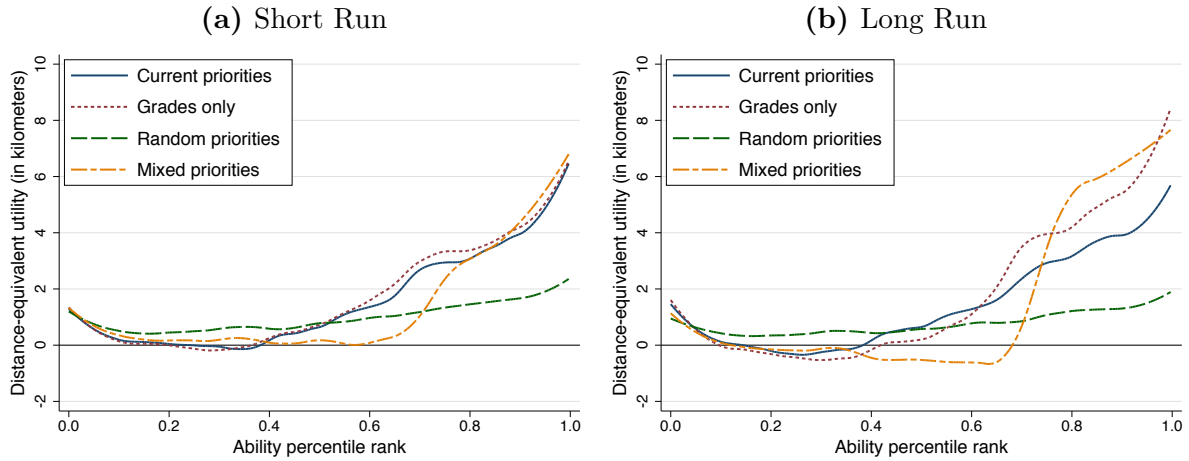 (a) Short Run
Distance-equivalent utility (in kilometers)
10
8
6
4
2
0
-2
Current priorities
Grades only
Random priorities
Mixed priorities
0.0 0.2 0.4 0.6 0.8 1.0
Ability percentile rank
(b) Long Run
Distance-equivalent utility (in kilometers)
10
8
6
4
2
0
-2
Current priorities
Grades only
Random priorities
Mixed priorities
0.0 0.2 0.4 0.6 0.8 1.0
Ability percentile rank